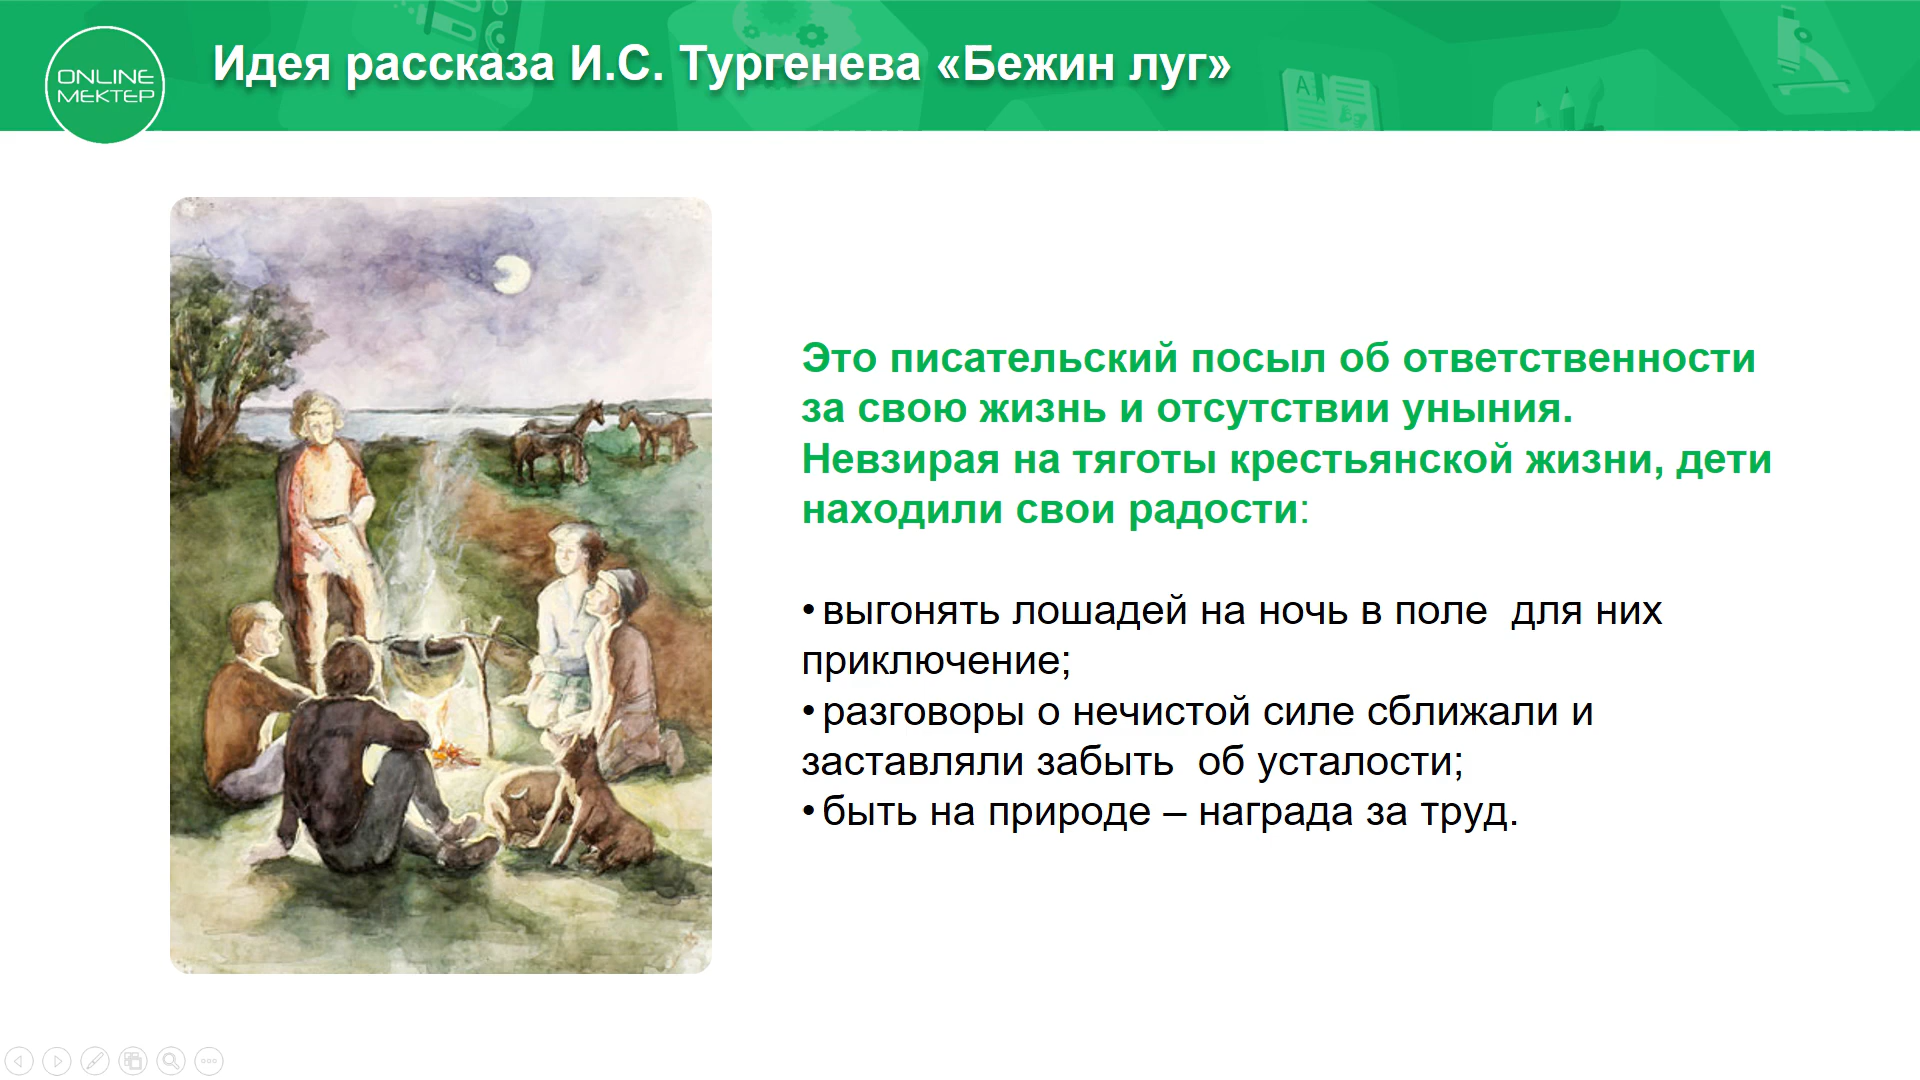 ONLINE
МЕКТЕР
Идея рассказа И.С. Тургенева «Бежин луг»
Это писательский посыл об ответственности
за свою жизнь и отсутствии уныния.
Невзирая на тяготы крестьянской жизни, дети
находили свои радости:
• выгонять лошадей на ночь в поле  для них
приключение;
• разговоры о нечистой силе сближали и
заставляли забыть  об усталости;
• быть на природе – награда за труд.